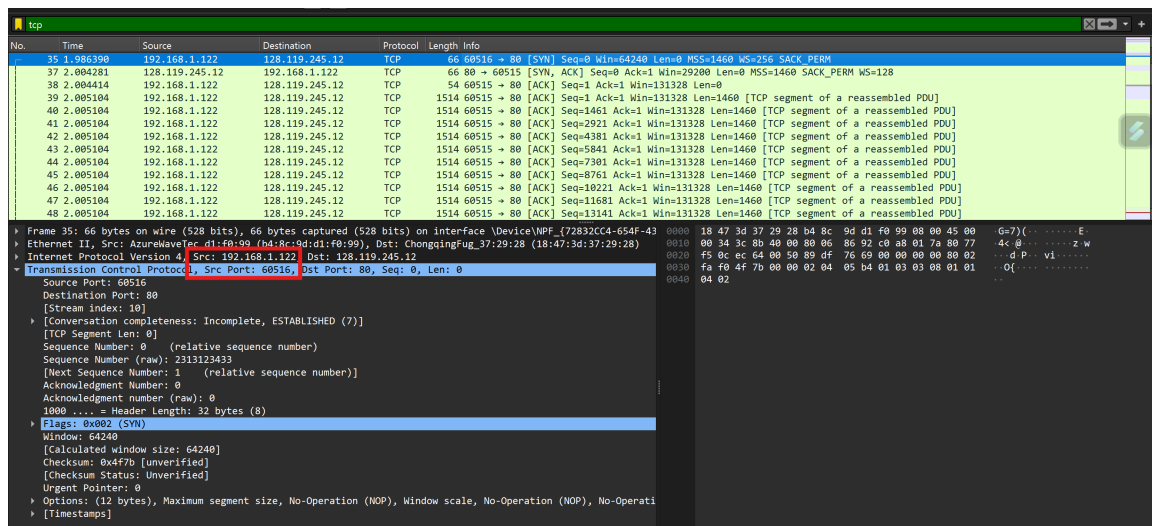 tcp
No. Time Source Destination Protocol Length Info
35 1.986390 192.168.1.122 128.119.245.12 TCP 66 60516 → 80 [SYN] Seq=0 Win=64240 Len=0 MSS=1460 WS=256 SACK_PERM
37 2.004281 128.119.245.12 192.168.1.122 TCP 66 80 → 60515 [SYN, ACK] Seq=0 Ack=1 Win=29200 Len=0 MSS=1460 SACK_PERM WS=128
38 2.004414 192.168.1.122 128.119.245.12 TCP 54 60515 → 80 [ACK] Seq=1 Ack=1 Win=131328 Len=0
39 2.005104 192.168.1.122 128.119.245.12 TCP 1514 60515 → 80 [ACK] Seq=1 Ack=1 Win=131328 Len=1460 [TCP segment of a reassembled PDU]
40 2.005104 192.168.1.122 128.119.245.12 TCP 1514 60515 → 80 [ACK] Seq=1461 Ack=1 Win=131328 Len=1460 [TCP segment of a reassembled PDU]
41 2.005104 192.168.1.122 128.119.245.12 TCP 1514 60515 → 80 [ACK] Seq=2921 Ack=1 Win=131328 Len=1460 [TCP segment of a reassembled PDU]
42 2.005104 192.168.1.122 128.119.245.12 TCP 1514 60515 → 80 [ACK] Seq=4381 Ack=1 Win=131328 Len=1460 [TCP segment of a reassembled PDU]
43 2.005104 192.168.1.122 128.119.245.12 TCP 1514 60515 → 80 [ACK] Seq=5841 Ack=1 Win=131328 Len=1460 [TCP segment of a reassembled PDU]
44 2.005104 192.168.1.122 128.119.245.12 TCP 1514 60515 → 80 [ACK] Seq=7301 Ack=1 Win=131328 Len=1460 [TCP segment of a reassembled PDU]
45 2.005104 192.168.1.122 128.119.245.12 TCP 1514 60515 → 80 [ACK] Seq=8761 Ack=1 Win=131328 Len=1460 [TCP segment of a reassembled PDU]
46 2.005104 192.168.1.122 128.119.245.12 TCP 1514 60515 → 80 [ACK] Seq=10221 Ack=1 Win=131328 Len=1460 [TCP segment of a reassembled PDU]
47 2.005104 192.168.1.122 128.119.245.12 TCP 1514 60515 → 80 [ACK] Seq=11681 Ack=1 Win=131328 Len=1460 [TCP segment of a reassembled PDU]
48 2.005104 192.168.1.122 128.119.245.12 TCP 1514 60515 → 80 [ACK] Seq=13141 Ack=1 Win=131328 Len=1460 [TCP segment of a reassembled PDU]
Frame 35: 66 bytes on wire (528 bits), 66 bytes captured (528 bits) on interface \Device\NPF_{72832CC4-654F-43
Ethernet II, Src: AzureWaveTec_d1:f0:99 (b4:8c:9d:d1:f0:99), Dst: ChongqingFug_37:29:28 (18:47:3d:37:29:28)
Internet Protocol Version 4, Src: 192.168.1.122, Dst: 128.119.245.12
Transmission Control Protocol, Src Port: 60516, Dst Port: 80, Seq: 0, Len: 0
Source Port: 60516
Destination Port: 80
[Stream index: 10]
[Conversation completeness: Incomplete, ESTABLISHED (7)]
[TCP Segment Len: 0]
Sequence Number: 0 (relative sequence number)
Sequence Number (raw): 2313123433
[Next Sequence Number: 1 (relative sequence number)]
Acknowledgment Number: 0
Acknowledgment number (raw): 0
1000 .... = Header Length: 32 bytes (8)
Flags: 0x002 (SYN)
Window: 64240
[Calculated window size: 64240]
Checksum: 0x4f7b [unverified]
[Checksum Status: Unverified]
Urgent Pointer: 0
Options: (12 bytes), Maximum segment size, No-Operation (NOP), Window scale, No-Operation (NOP), No-Operati
[Timestamps]
0000 18 47 3d 37 29 28 b4 8c 9d d1 f0 99 08 00 45 00 ·G=7)(·· ······E·
0010 00 34 3c 8b 40 00 80 06 86 92 c0 a8 01 7a 80 77 ·4<·@··· ·····z·w
0020 f5 0c ec 64 00 50 89 df 76 69 00 00 00 00 80 02 ···d·P·· vi······
0030 fa f0 4f 7b 00 00 02 04 05 b4 01 03 03 08 01 01 ··O{···· ········
0040 04 02 ··